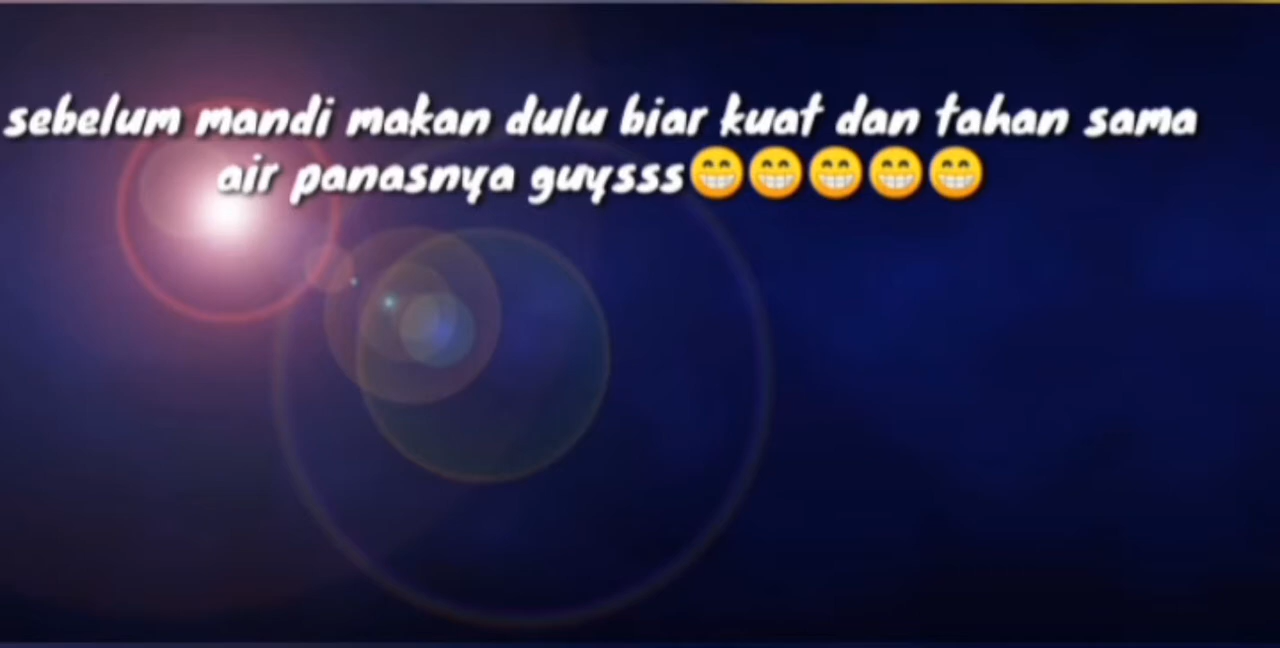 sebelum mandi makan dulu biar kuat dan tahan sama
air panasnya guysss😁😁😁😁😁